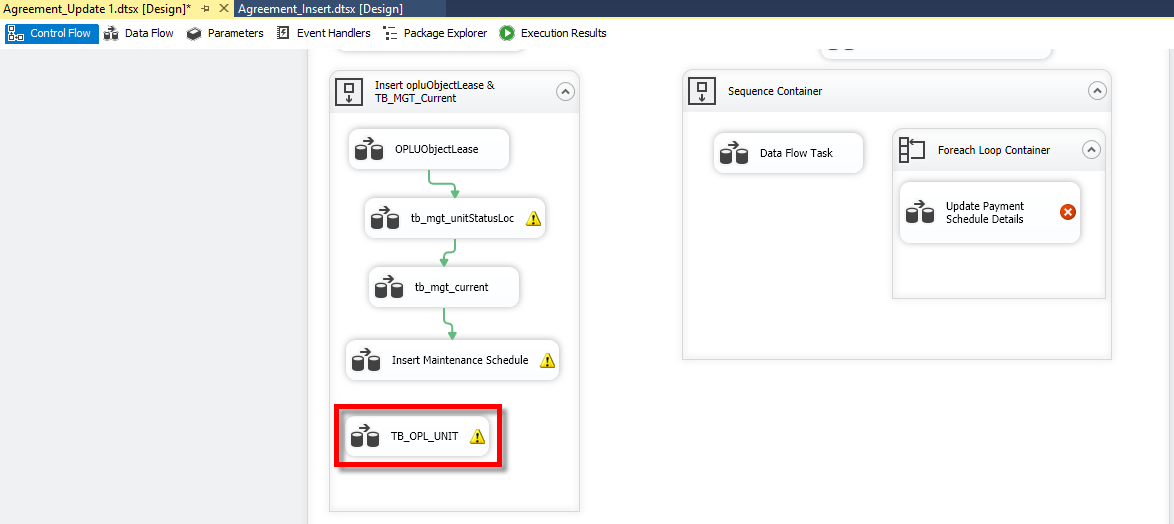 Agreement_Update 1.dtsx [Design]*
Agreement_Insert.dtsx [Design]
Control Flow
Data Flow
Parameters
Event Handlers
Package Explorer
Execution Results
Insert opluObjectLease &
TB_MGT_Current
OPLUObjectLease
tb_mgt_unitStatusLoc
tb_mgt_current
Insert Maintenance Schedule
TB_OPL_UNIT
Sequence Container
Data Flow Task
Foreach Loop Container
Update Payment
Schedule Details